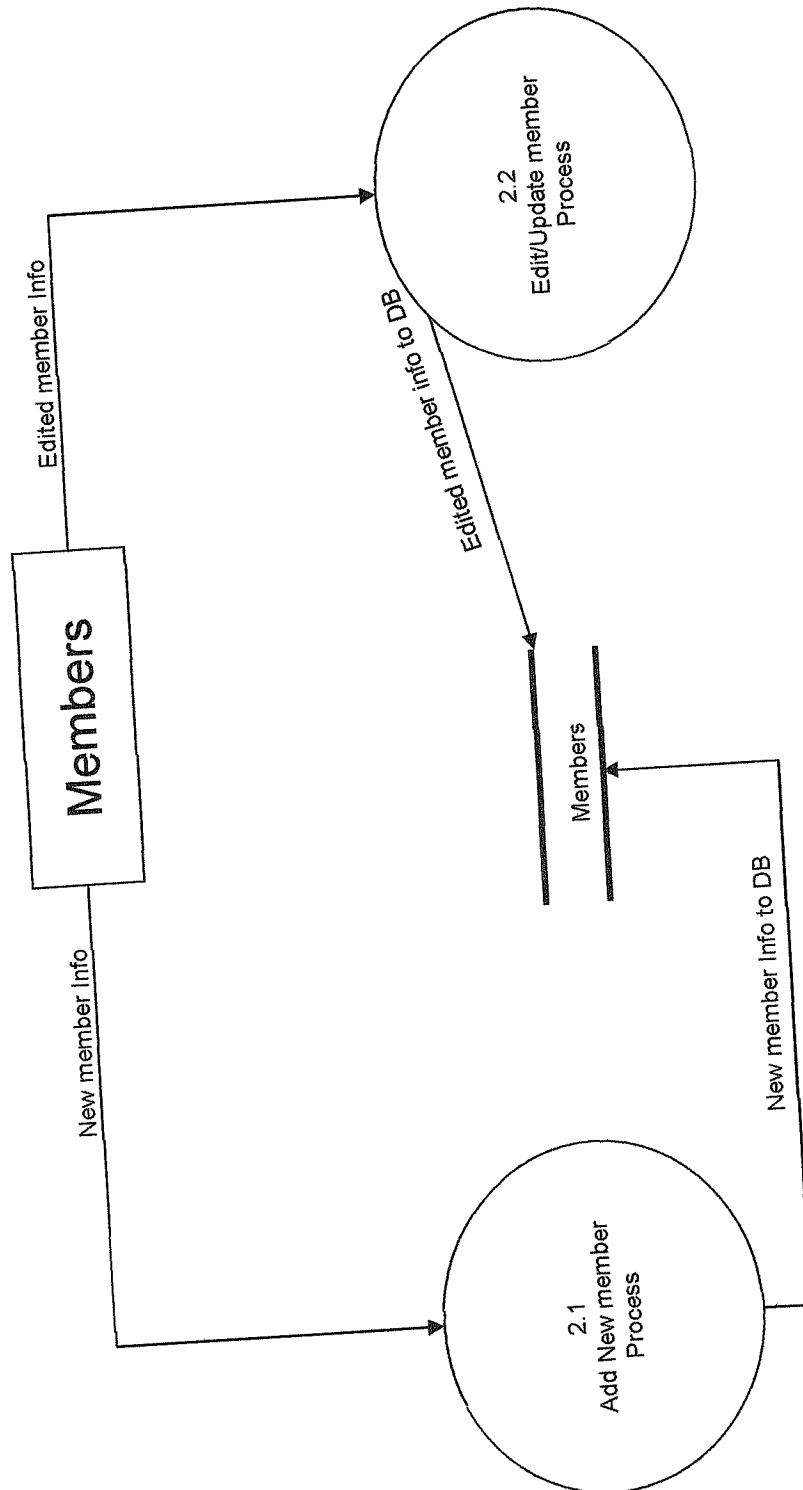 Members
New member Info
Edited member Info
2.1
Add New member
Process
2.2
Edit/Update member
Process
Edited member info to DB
Members
New member Info to DB